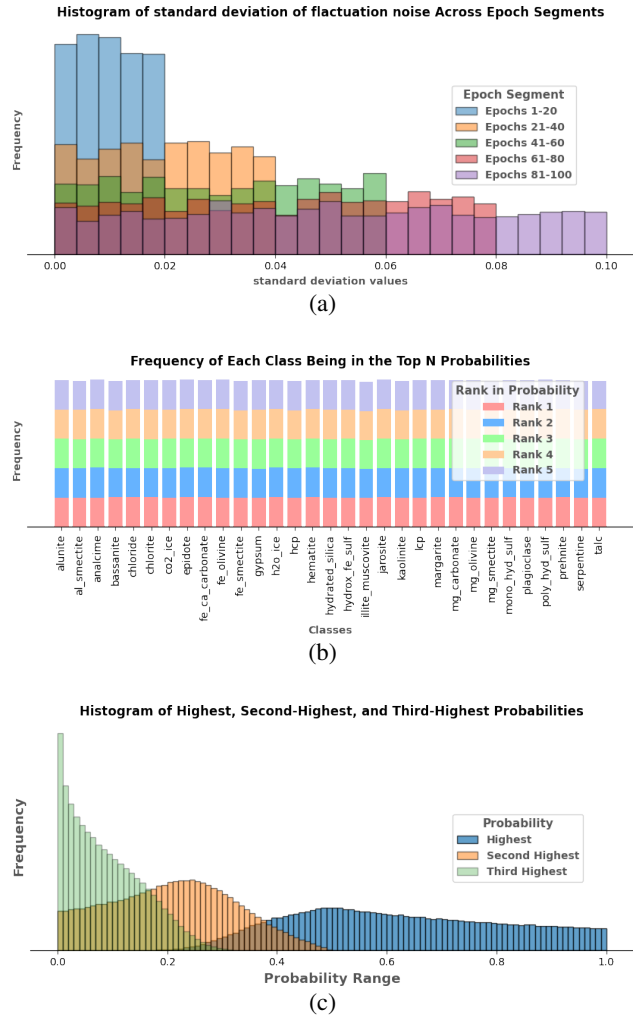 Histogram of standard deviation of flactuation noise Across Epoch Segments
Frequency
Epoch Segment
Epochs 1-20
Epochs 21-40
Epochs 41-60
Epochs 61-80
Epochs 81-100
0.00 0.02 0.04 0.06 0.08 0.10
standard deviation values
(a)
Frequency of Each Class Being in the Top N Probabilities
Frequency
Rank in Probability
Rank 1
Rank 2
Rank 3
Rank 4
Rank 5
alunite
al_smectite
analcime
bassanite
chloride
chlorite
co2_ice
epidote
fe_ca_carbonate
fe_olivine
fe_smectite
gypsum
h2o_ice
hcp
hematite
hydrated_silica
hydrox_fe_sulf
illite_muscovite
jarosite
kaolinite
lcp
margarite
mg_carbonate
mg_olivine
mg_smectite
mono_hyd_sulf
plagioclase
poly_hyd_sulf
prehnite
serpentine
talc
Classes
(b)
Histogram of Highest, Second-Highest, and Third-Highest Probabilities
Frequency
Probability
Highest
Second Highest
Third Highest
0.0 0.2 0.4 0.6 0.8 1.0
Probability Range
(c)